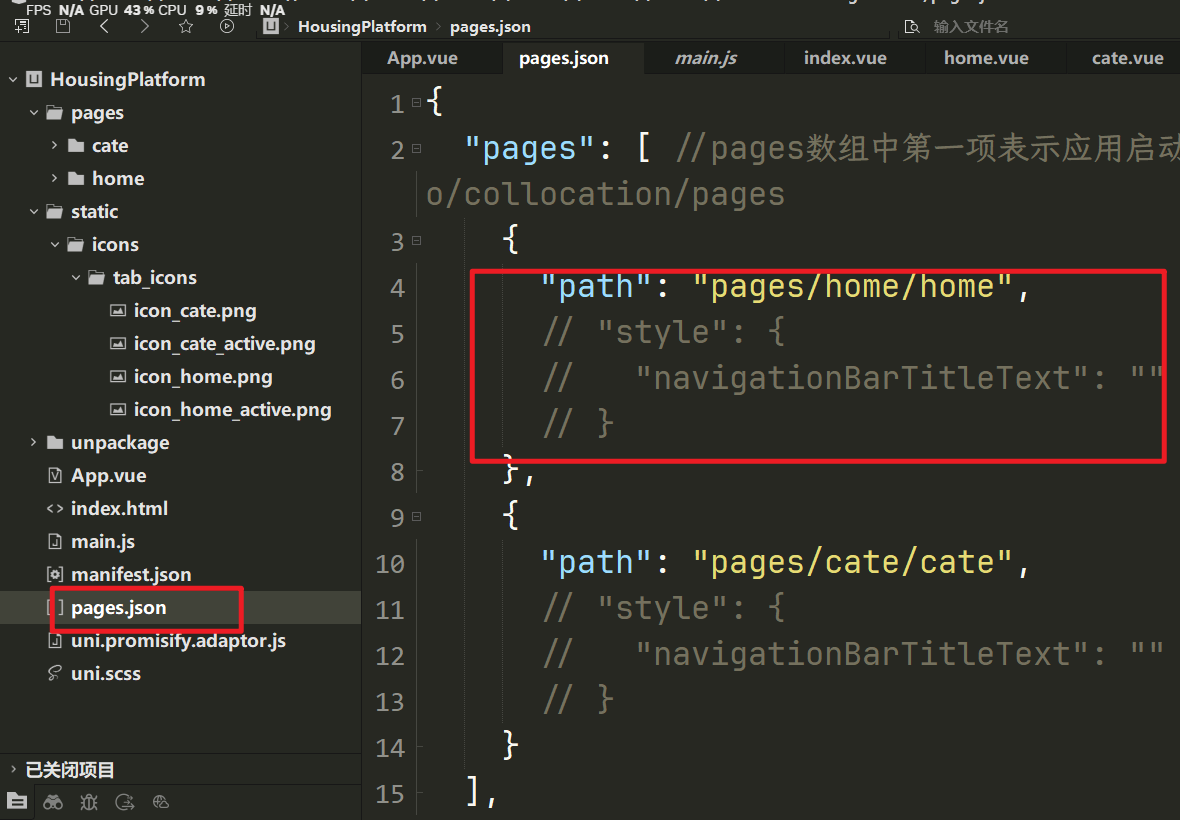 FPS N/A GPU 43 % CPU 9 % 延时 N/A
HousingPlatform pages.json 输入文件名
HousingPlatform
pages
cate
home
static
icons
tab_icons
icon_cate.png
icon_cate_active.png
icon_home.png
icon_home_active.png
unpackage
App.vue
index.html
main.js
manifest.json
pages.json
uni.promisify.adaptor.js
uni.scss
已关闭项目
App.vue pages.json main.js index.vue home.vue cate.vue
1 {
2 "pages": [ //pages数组中第一项表示应用启动
o/collocation/pages
3 {
4 "path": "pages/home/home",
5 // "style": {
6 // "navigationBarTitleText": ""
7 // }
8 },
9 {
10 "path": "pages/cate/cate",
11 // "style": {
12 // "navigationBarTitleText": ""
13 // }
14 }
15 ],